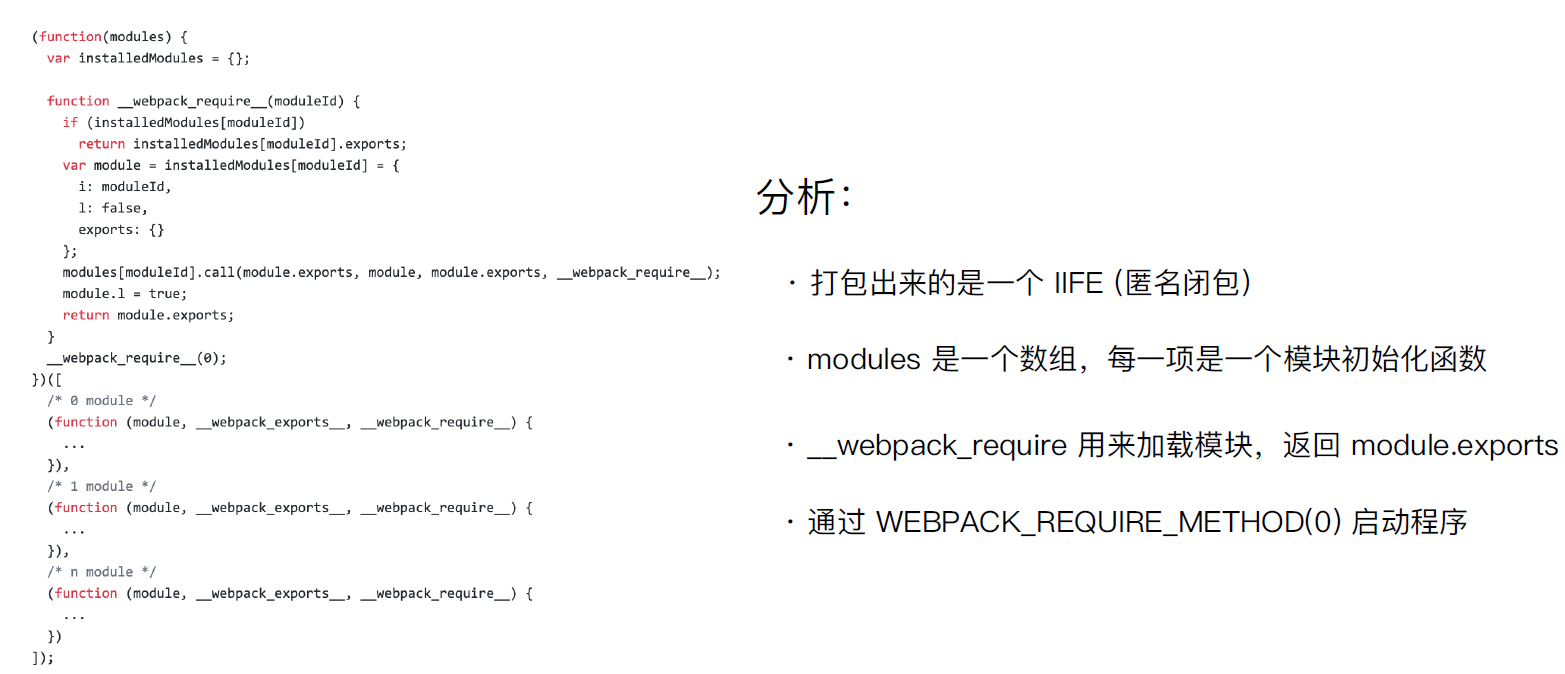 (function(modules) {
  var installedModules = {};

  function __webpack_require__(moduleId) {
    if (installedModules[moduleId])
      return installedModules[moduleId].exports;
    var module = installedModules[moduleId] = {
      i: moduleId,
      l: false,
      exports: {}
    };
    modules[moduleId].call(module.exports, module, module.exports, __webpack_require__);
    module.l = true;
    return module.exports;
  }
  __webpack_require__(0);
})([
  /* 0 module */
  (function (module, __webpack_exports__, __webpack_require__) {
    ...
  }),
  /* 1 module */
  (function (module, __webpack_exports__, __webpack_require__) {
    ...
  }),
  /* n module */
  (function (module, __webpack_exports__, __webpack_require__) {
    ...
  })
]);
分析：
· 打包出来的是一个 IIFE (匿名闭包)
· modules 是一个数组，每一项是一个模块初始化函数
· __webpack_require 用来加载模块，返回 module.exports
· 通过 WEBPACK_REQUIRE_METHOD(0) 启动程序